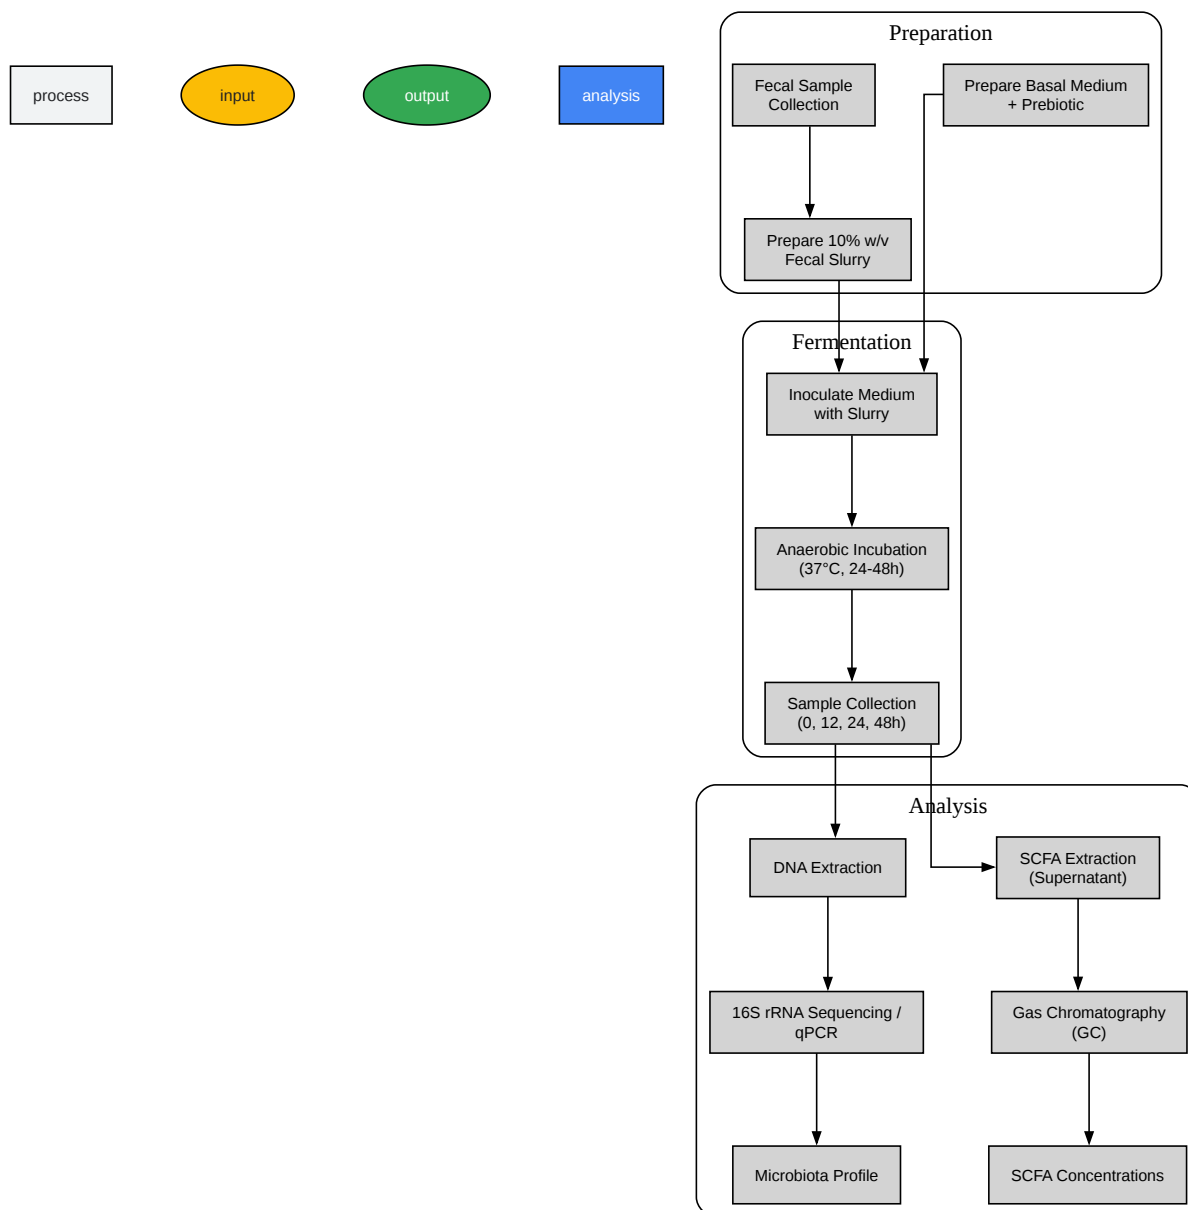 process
input
output
analysis
Preparation
Fecal Sample
Collection
Prepare Basal Medium
+ Prebiotic
Prepare 10% w/v
Fecal Slurry
Fermentation
Inoculate Medium
with Slurry
Anaerobic Incubation
(37°C, 24-48h)
Sample Collection
(0, 12, 24, 48h)
Analysis
DNA Extraction
SCFA Extraction
(Supernatant)
16S rRNA Sequencing /
qPCR
Gas Chromatography
(GC)
Microbiota Profile
SCFA Concentrations